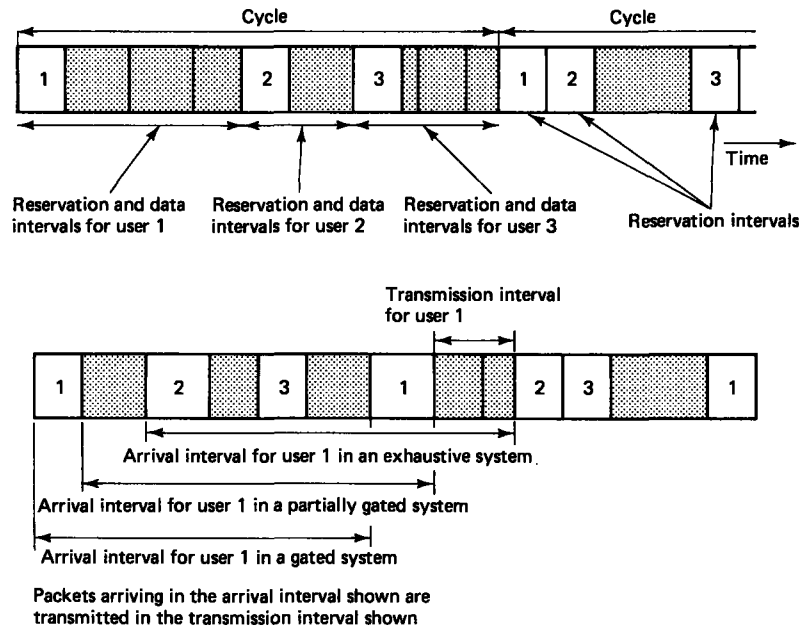 Cycle
Cycle
1
2
3
1
2
3
Time
Reservation and data
intervals for user 1
Reservation and data
intervals for user 2
Reservation and data
intervals for user 3
Reservation intervals
Transmission interval
for user 1
1
2
3
1
2
3
1
Arrival interval for user 1 in an exhaustive system
Arrival interval for user 1 in a partially gated system
Arrival interval for user 1 in a gated system
Packets arriving in the arrival interval shown are
transmitted in the transmission interval shown